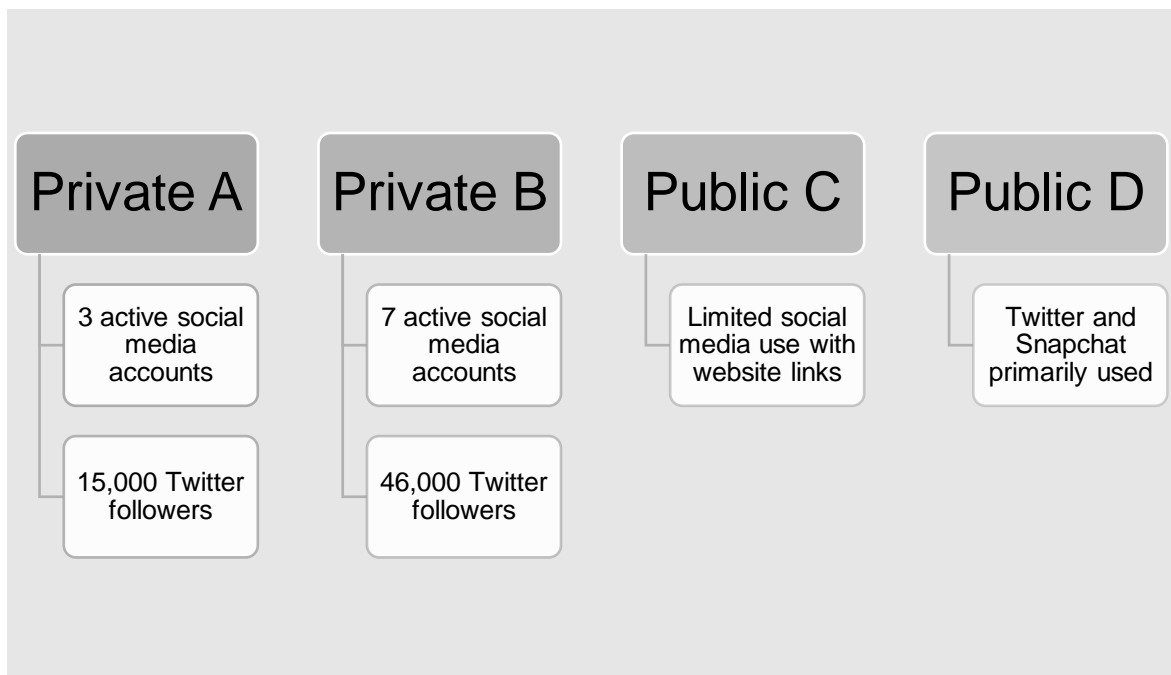 Private A
3 active social
media
accounts
15,000 Twitter
followers
Private B
7 active social
media
accounts
46,000 Twitter
followers
Public C
Limited social
media use with
website links
Public D
Twitter and
Snapchat
primarily used